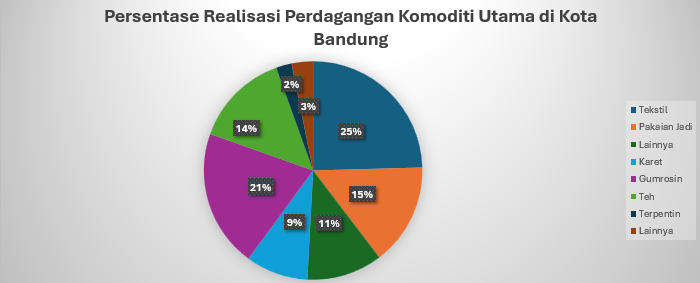 Persentase Realisasi Perdagangan Komoditi Utama di Kota
Bandung
2%
3%
25%
14%
21%
15%
9%
11%
Tekstil
Pakaian Jadi
Lainnya
Karet
Gumrosin
Teh
Terpentin
Lainnya